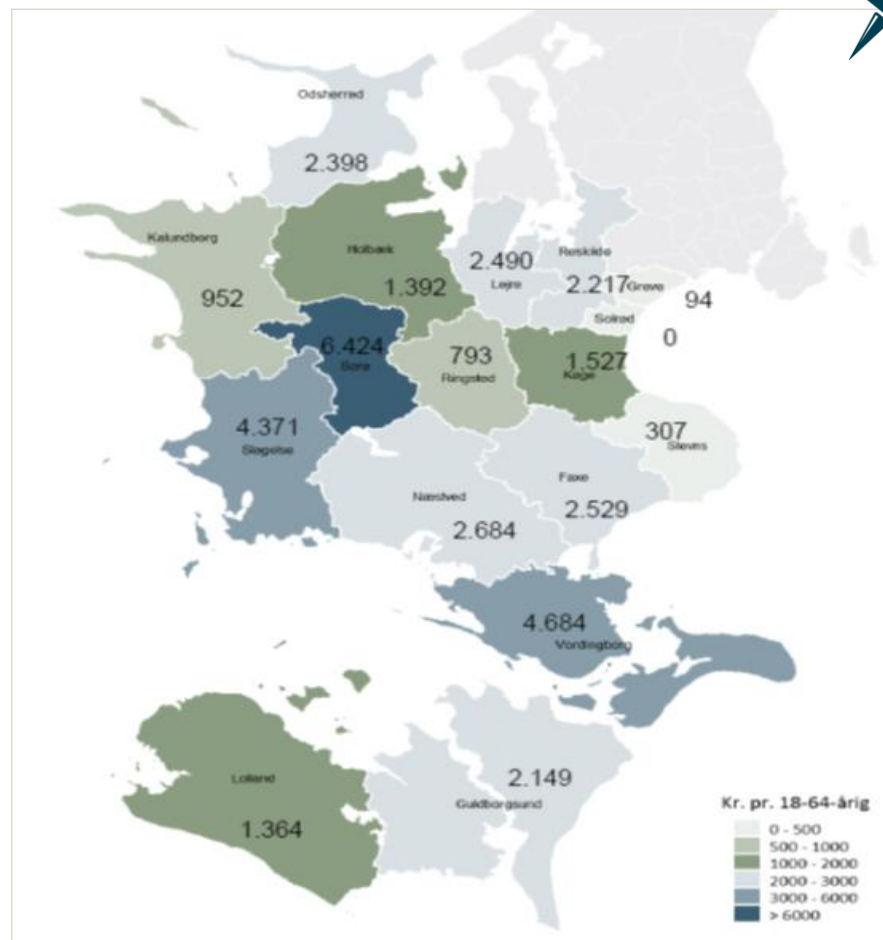 Odsherred
2.398
Kalundborg
952
Holbæk
1.392
2.490
Lejre
Roskilde
2.217
Greve
94
Solrød
0
6.424
Sorø
793
Ringsted
1.527
Køge
4.371
Slagelse
307
Stevns
Næstved
2.684
Faxe
2.529
4.684
Vordingborg
Lolland
1.364
2.149
Guldborgsund
Kr. pr. 18-64-årig
0 - 500
500 - 1000
1000 - 2000
2000 - 3000
3000 - 6000
> 6000